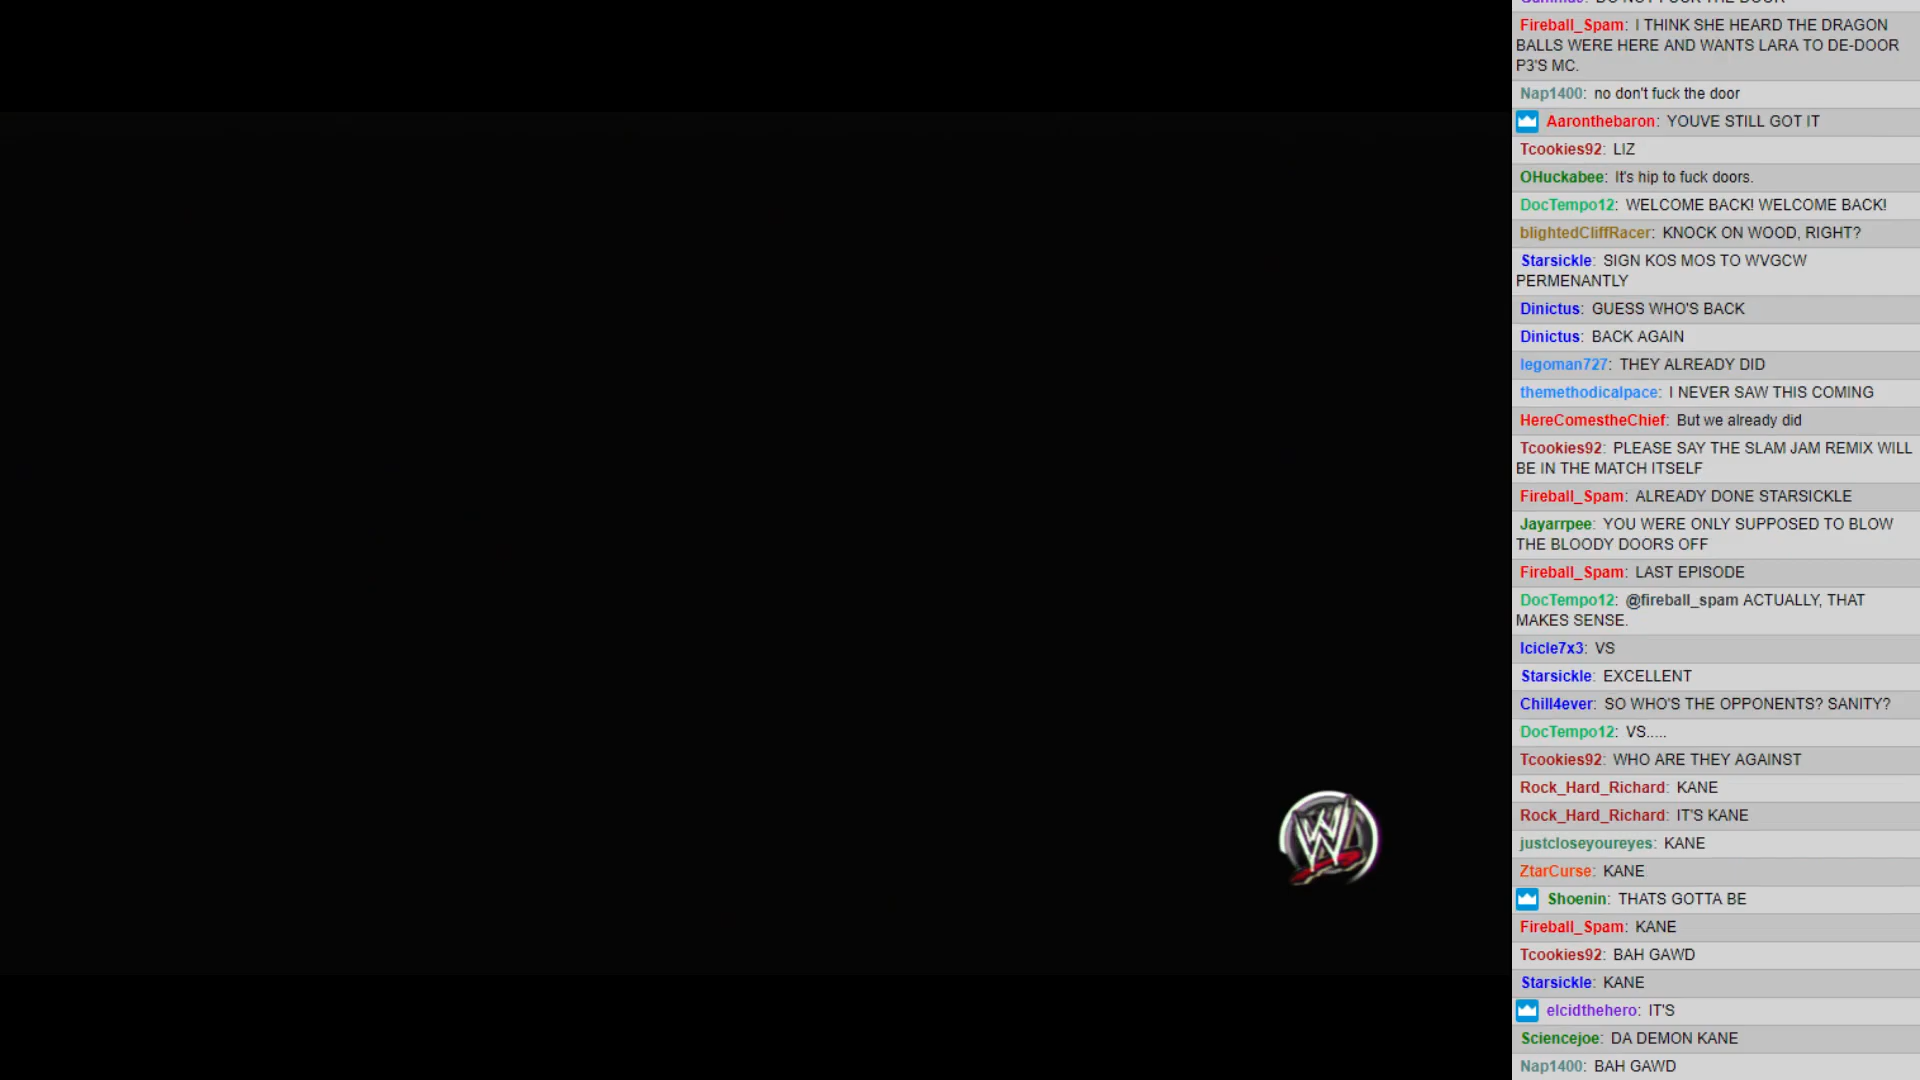 Fireball_Spam: I THINK SHE HEARD THE DRAGON
BALLS WERE HERE AND WANTS LARA TO DE-DOOR
P3'S MC.
Nap1400: no don't fuck the door
Aaronthebaron: YOUVE STILL GOT IT
Tcookies92: LIZ
OHuckabee: It's hip to fuck doors.
DocTempo12: WELCOME BACK! WELCOME BACK!
blightedCliffRacer: KNOCK ON WOOD, RIGHT?
Starsickle: SIGN KOS MOS TO WVGCW
PERMENANTLY
Dinictus: GUESS WHO'S BACK
Dinictus: BACK AGAIN
legoman727: THEY ALREADY DID
themethodicalpace: I NEVER SAW THIS COMING
HereComestheChief: But we already did
Tcookies92: PLEASE SAY THE SLAM JAM REMIX WILL
BE IN THE MATCH ITSELF
Fireball_Spam: ALREADY DONE STARSICKLE
Jayarrpee: YOU WERE ONLY SUPPOSED TO BLOW
THE BLOODY DOORS OFF
Fireball_Spam: LAST EPISODE
DocTempo12: @fireball_spam ACTUALLY, THAT
MAKES SENSE.
Icicle7x3: VS
Starsickle: EXCELLENT
Chill4ever: SO WHO'S THE OPPONENTS? SANITY?
DocTempo12: VS.....
Tcookies92: WHO ARE THEY AGAINST
Rock_Hard_Richard: KANE
Rock_Hard_Richard: IT'S KANE
justcloseyoureyes: KANE
ZtarCurse: KANE
Shoenin: THATS GOTTA BE
Fireball_Spam: KANE
Tcookies92: BAH GAWD
Starsickle: KANE
elcidthehero: IT'S
Sciencejoe: DA DEMON KANE
Nap1400: BAH GAWD